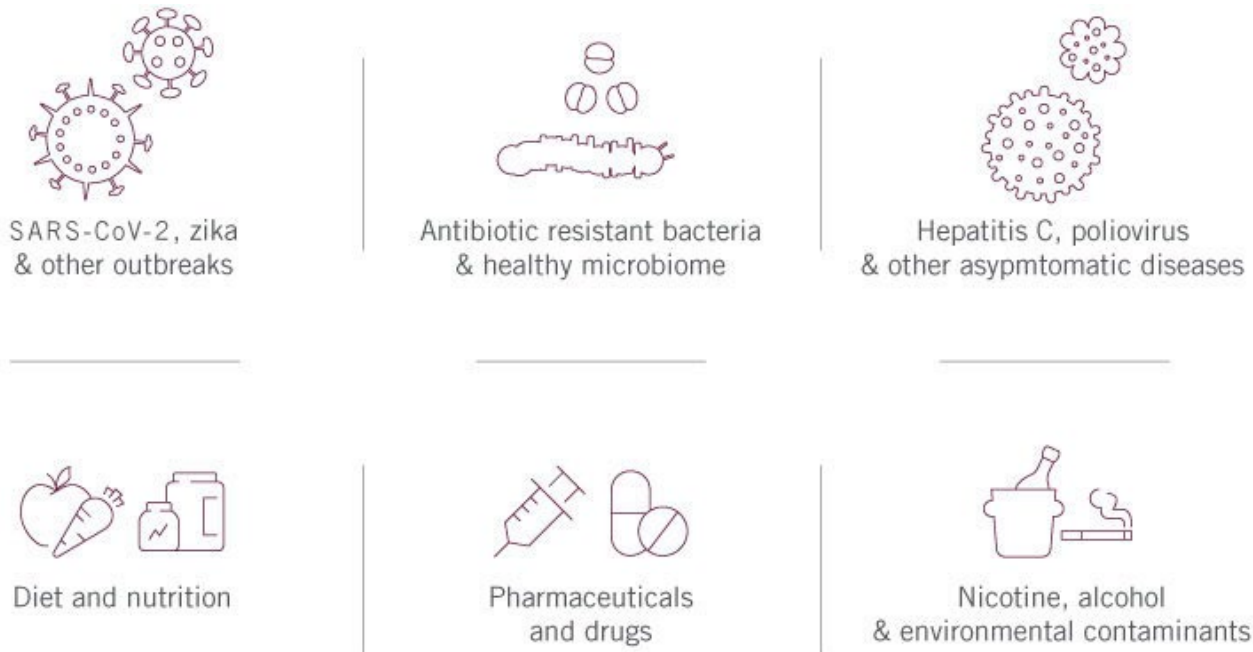 SARS-CoV-2, zika
& other outbreaks
Antibiotic resistant bacteria
& healthy microbiome
Hepatitis C, poliovirus
& other asypmtomatic diseases
Diet and nutrition
Pharmaceuticals
and drugs
Nicotine, alcohol
& environmental contaminants